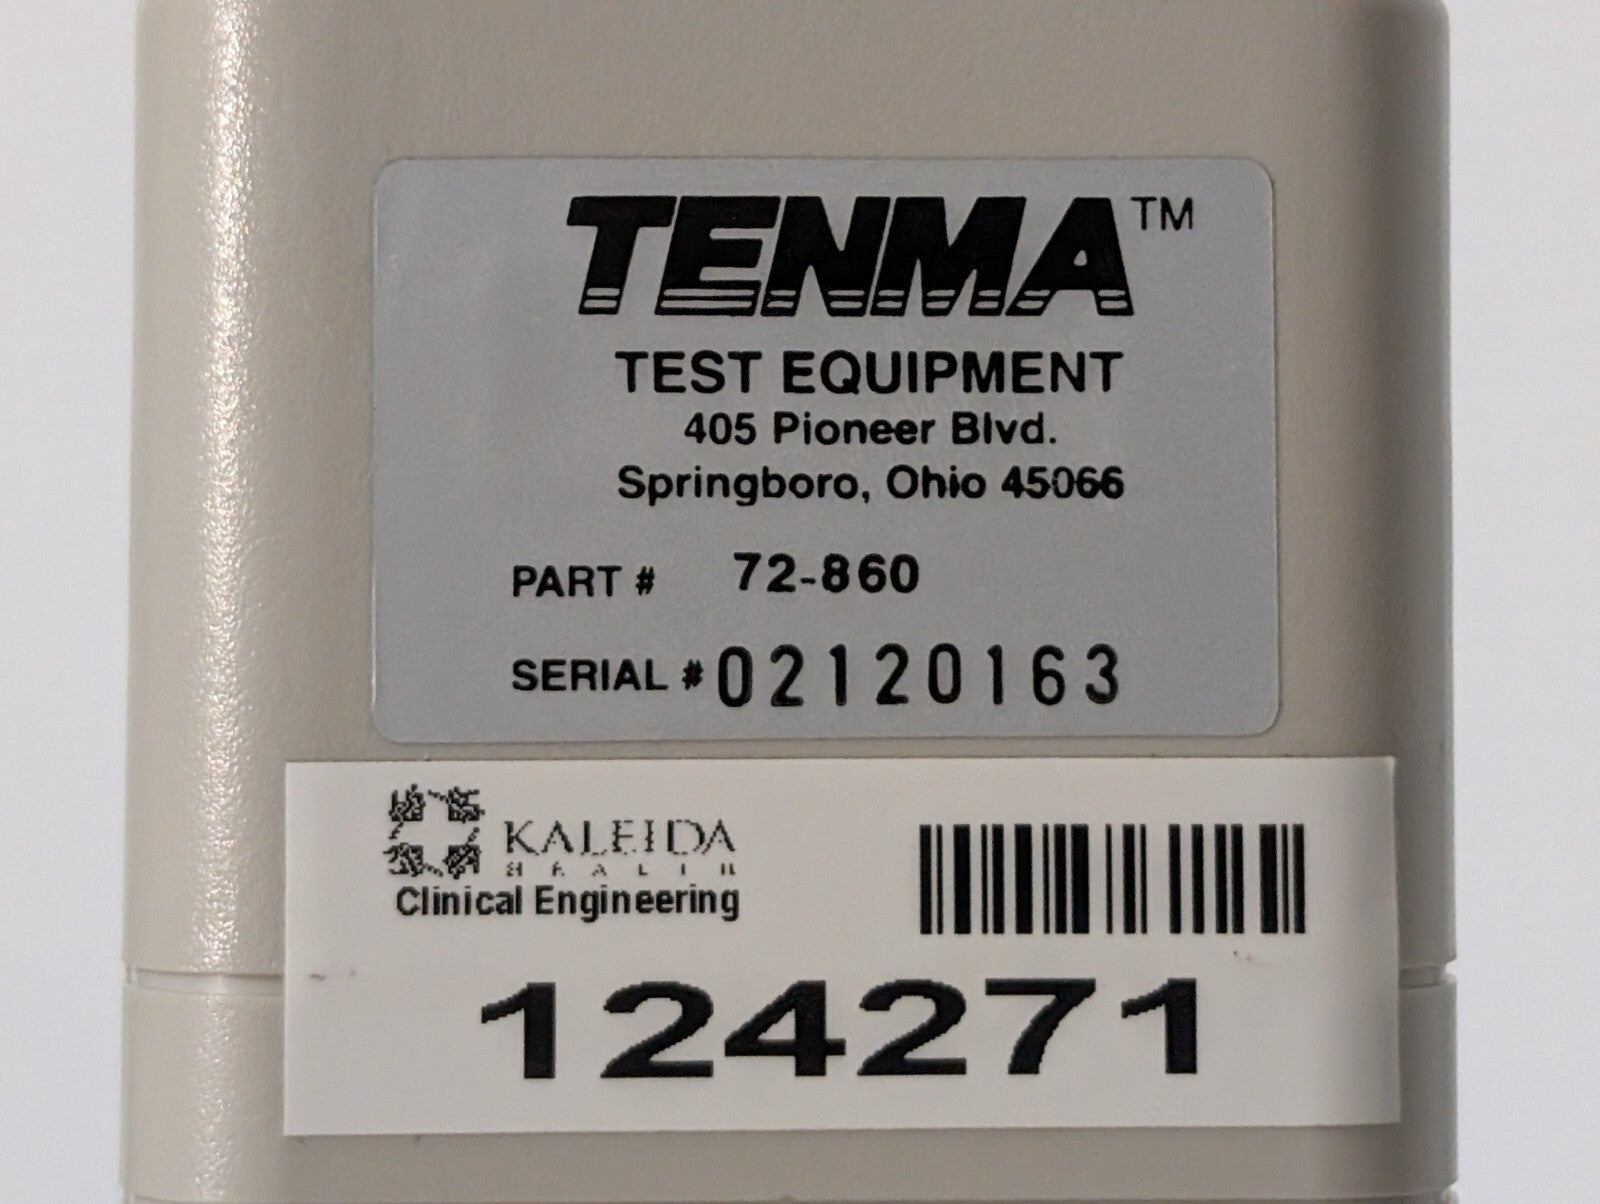 TENMA™
TEST EQUIPMENT
405 Pioneer Blvd.
Springboro, Ohio 45066
PART # 72-860
SERIAL # 02120163
KALEIDA
HEALTH
Clinical Engineering
124271